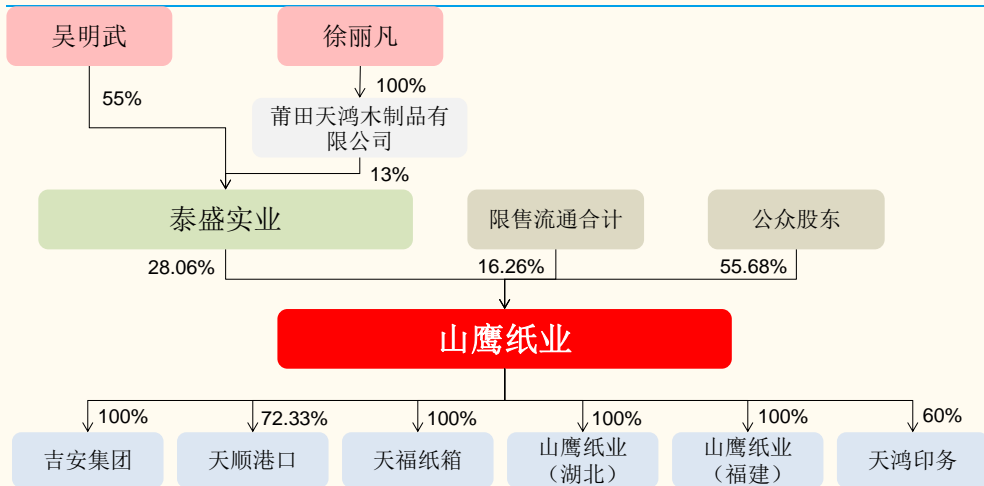 吴明武
徐丽凡
55%
100%
莆田天鸿木制品有
限公司
13%
泰盛实业
限售流通合计
公众股东
28.06%
16.26%
55.68%
山鹰纸业
100%
72.33%
100%
100%
100%
60%
吉安集团
天顺港口
天福纸箱
山鹰纸业
（湖北）
山鹰纸业
（福建）
天鸿印务